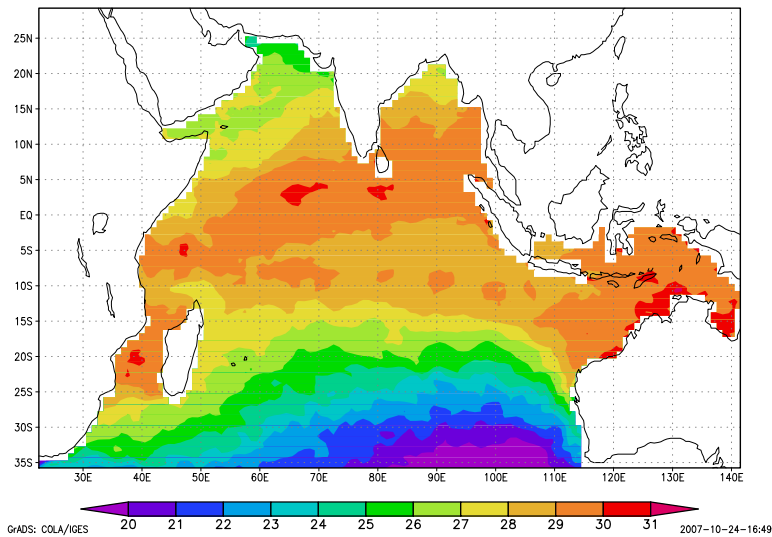 25N
20N
15N
10N
5N
EQ
5S
10S
15S
20S
25S
30S
35S
30E 40E 50E 60E 70E 80E 90E 100E 110E 120E 130E 140E
20 21 22 23 24 25 26 27 28 29 30 31
GrADS: COLA/IGES 2007-10-24-16:49